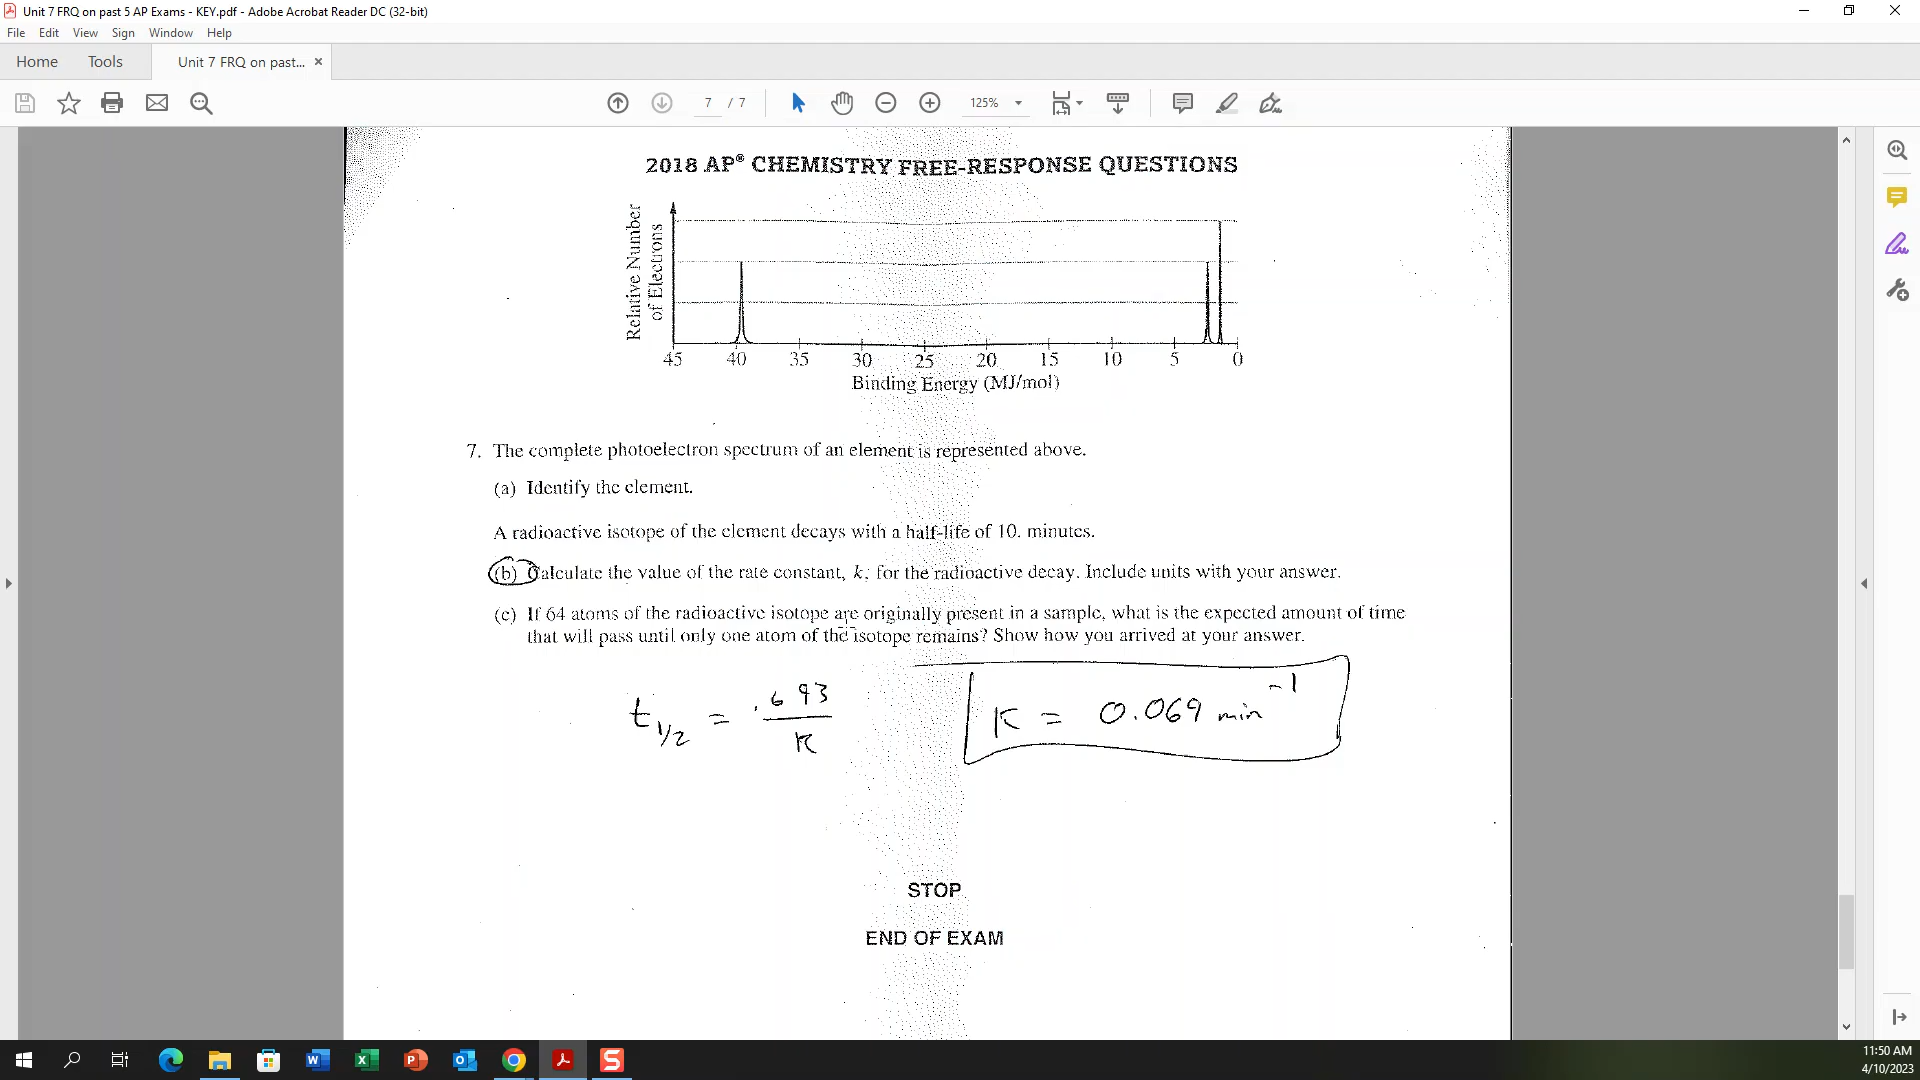 Unit 7 FRQ on past 5 AP Exams - KEY.pdf - Adobe Acrobat Reader DC (32-bit)
File Edit View Sign Window Help
Home Tools Unit 7 FRQ on past... ×
7 / 7 125%
2018 AP® CHEMISTRY FREE-RESPONSE QUESTIONS
Relative Number
of Electrons
45 40 35 30 25 20 15 10 5 0
Binding Energy (MJ/mol)
7. The complete photoelectron spectrum of an element is represented above.
(a) Identify the element.
A radioactive isotope of the element decays with a half-life of 10. minutes.
(b) Calculate the value of the rate constant, k, for the radioactive decay. Include units with your answer.
(c) If 64 atoms of the radioactive isotope are originally present in a sample, what is the expected amount of time
that will pass until only one atom of the isotope remains? Show how you arrived at your answer.
t1/2 = .693/K
K = 0.069 min⁻¹
STOP
END OF EXAM
11:50 AM
4/10/2023